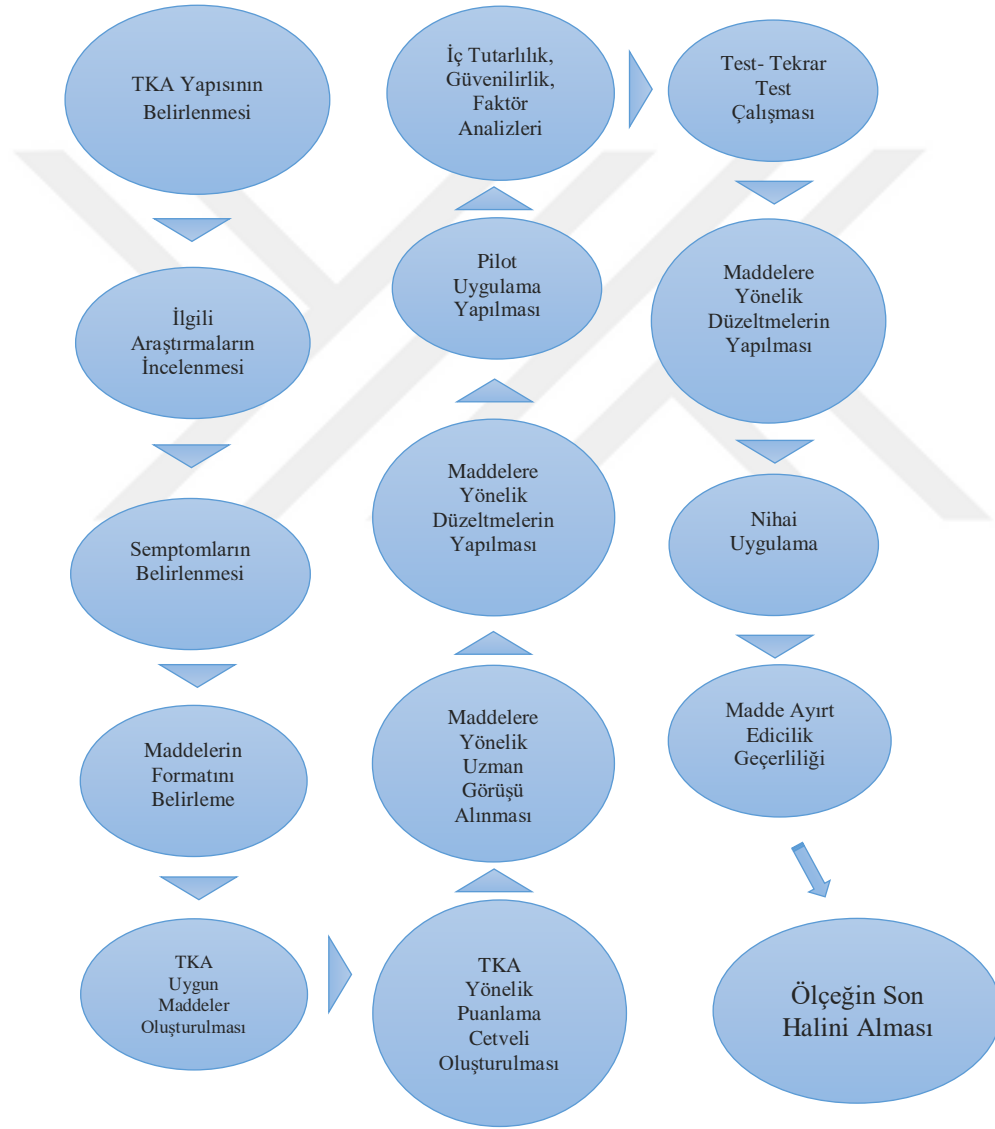 TKA Yapısının
Belirlenmesi
İlgili
Araştırmaların
İncelenmesi
Semptomların
Belirlenmesi
Maddelerin
Formatını
Belirleme
TKA
Uygun
Maddeler
Oluşturulması
TKA
Yönelik
Puanlama
Cetveli
Oluşturulması
Maddelere
Yönelik
Uzman
Görüşü
Alınması
Maddelere
Yönelik
Düzeltmelerin
Yapılması
Pilot
Uygulama
Yapılması
İç Tutarlılık,
Güvenilirlik,
Faktör
Analizleri
Test- Tekrar
Test
Çalışması
Maddelere
Yönelik
Düzeltmelerin
Yapılması
Nihai
Uygulama
Madde Ayırt
Edicilik
Geçerliliği
Ölçeğin Son
Halini Alması